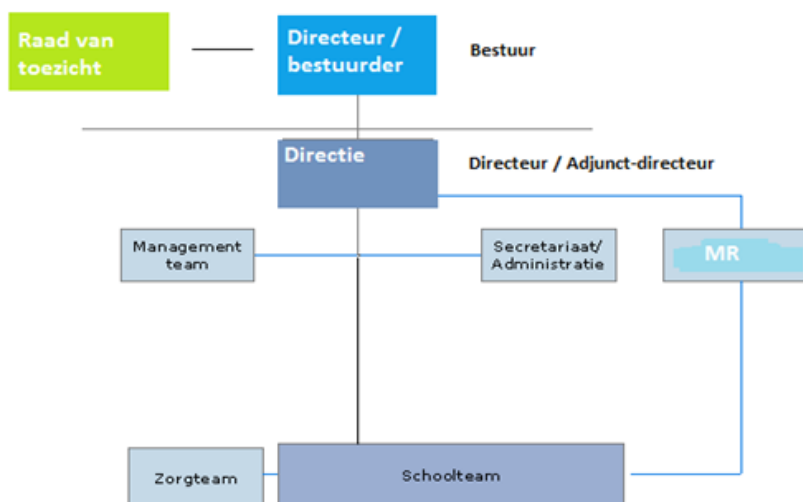 Raad van
toezicht
Directeur /
bestuurder
Bestuur
Directie
Directeur / Adjunct-directeur
Management
team
Secretariaat/
Administratie
MR
Zorgteam
Schoolteam